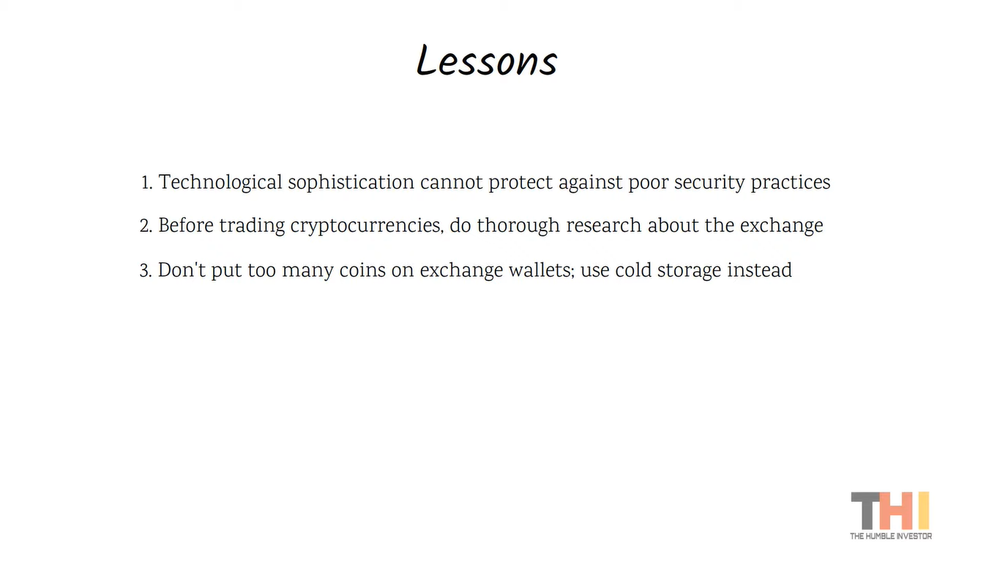 Lessons
1. Technological sophistication cannot protect against poor security practices
2. Before trading cryptocurrencies, do thorough research about the exchange
3. Don't put too many coins on exchange wallets; use cold storage instead
THI
THE HUMBLE INVESTOR